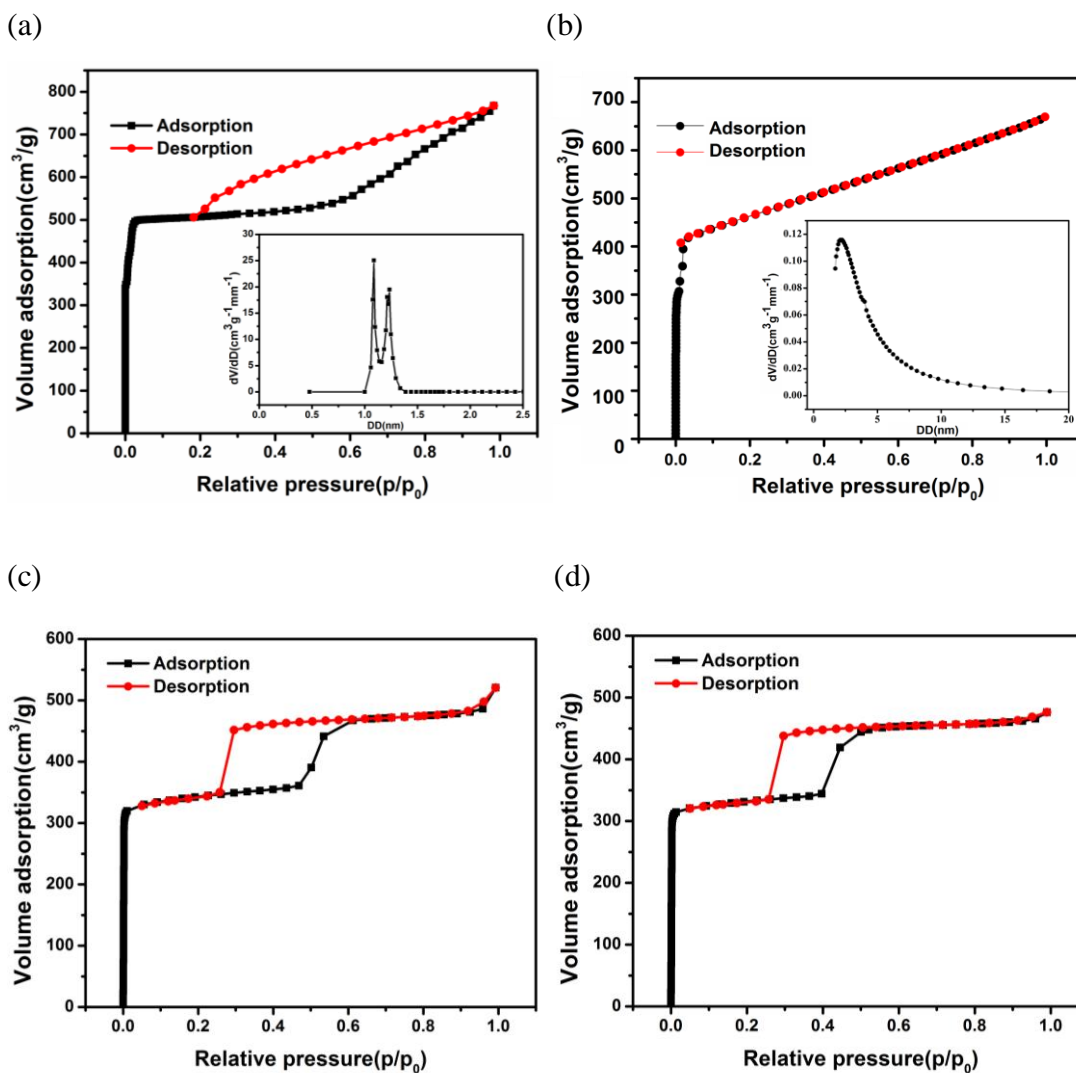 (a)
(b)
Volume adsorption(cm³/g)
800
700
600
500
400
300
200
100
0
Adsorption
Desorption
dV/dD(cm³g⁻¹mm⁻¹)
30
25
20
15
10
5
0
0.0 0.5 1.0 1.5 2.0 2.5
DD(nm)
0.0 0.2 0.4 0.6 0.8 1.0
Relative pressure(p/p₀)
Volume adsorption(cm³/g)
700
600
500
400
300
200
100
0
Adsorption
Desorption
dV/dD(cm³g⁻¹mm⁻¹)
0.12
0.10
0.08
0.06
0.04
0.02
0.00
0 5 10 15 20
DD(nm)
0.0 0.2 0.4 0.6 0.8 1.0
Relative pressure(p/p₀)
(c)
(d)
Volume adsorption(cm³/g)
600
500
400
300
200
100
0
Adsorption
Desorption
0.0 0.2 0.4 0.6 0.8 1.0
Relative pressure(p/p₀)
Volume adsorption(cm³/g)
600
500
400
300
200
100
0
Adsorption
Desorption
0.0 0.2 0.4 0.6 0.8 1.0
Relative pressure(p/p₀)